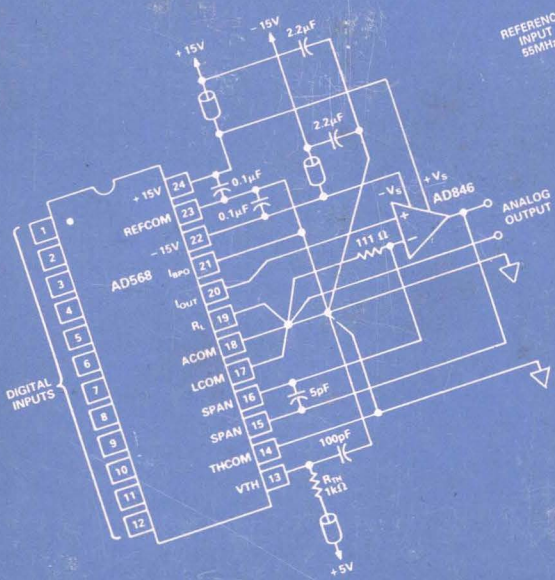 REFERENCE
INPUT
55MHz
+15V
-15V
2.2µF
2.2µF
0.1µF
0.1µF
+VS
-VS
AD846
+
-
111 Ω
ANALOG
OUTPUT
AD568
DIGITAL
INPUTS
1
2
3
4
5
6
7
8
9
10
11
12
+15V 24
REFCOM 23
-15V 22
IBPO 21
IOUT 20
RL 19
ACOM 18
LCOM 17
SPAN 16
SPAN 15
THCOM 14
VTH 13
5pF
100pF
RTH
1kΩ
+5V